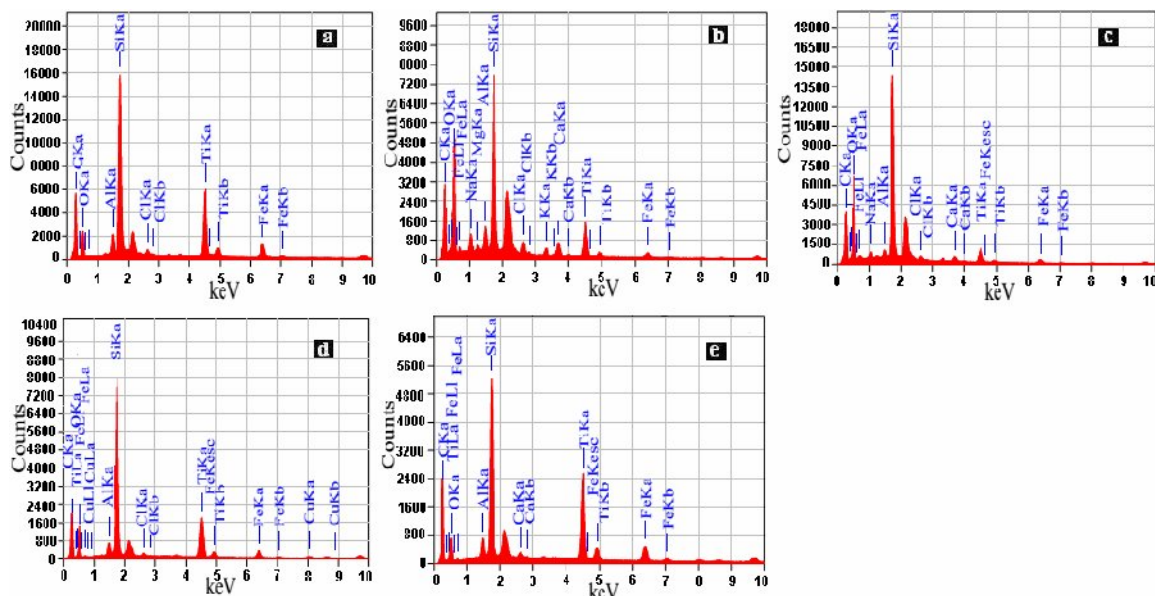 a
Counts
20000
18000
16000
14000
12000
10000
8000
6000
4000
2000
0
GKa
OKa
AlKa
SiKa
ClKa
ClKb
TiKa
TiKb
FeKa
FeKb
0 1 2 3 4 5 6 7 8 9 10
keV
b
Counts
9600
8800
8000
7200
6400
5600
4800
4000
3200
2400
1600
800
0
CKa
OKa
FeLl
FeLa
NaKa
MgKa
AlKa
SiKa
ClKa
ClKb
KKa
KKb
CaKa
CaKb
TiKa
TiKb
FeKa
FeKb
0 1 2 3 4 5 6 7 8 9 10
keV
c
Counts
18000
16500
15000
13500
12000
10500
9000
7500
6000
4500
3000
1500
0
CKa
OKa
FeLl
FeLa
NaKa
AlKa
SiKa
ClKa
ClKb
CaKa
CaKb
TiKa
FeKesc
TiKb
FeKa
FeKb
0 1 2 3 4 5 6 7 8 9 10
keV
d
Counts
10400
9600
8800
8000
7200
6400
5600
4800
4000
3200
2400
1600
800
0
CKa
OKa
TiLa
FeLa
CuLl
CuLa
AlKa
SiKa
ClKa
ClKb
TiKa
FeKesc
TiKb
FeKa
FeKb
CuKa
CuKb
0 1 2 3 4 5 6 7 8 9 10
keV
e
Counts
6400
5600
4800
4000
3200
2400
1600
800
0
CKa
OKa
TiLa
FeLl
FeLa
AlKa
SiKa
CaKa
CaKb
TiKa
FeKesc
TiKb
FeKa
FeKb
0 1 2 3 4 5 6 7 8 9 10
keV